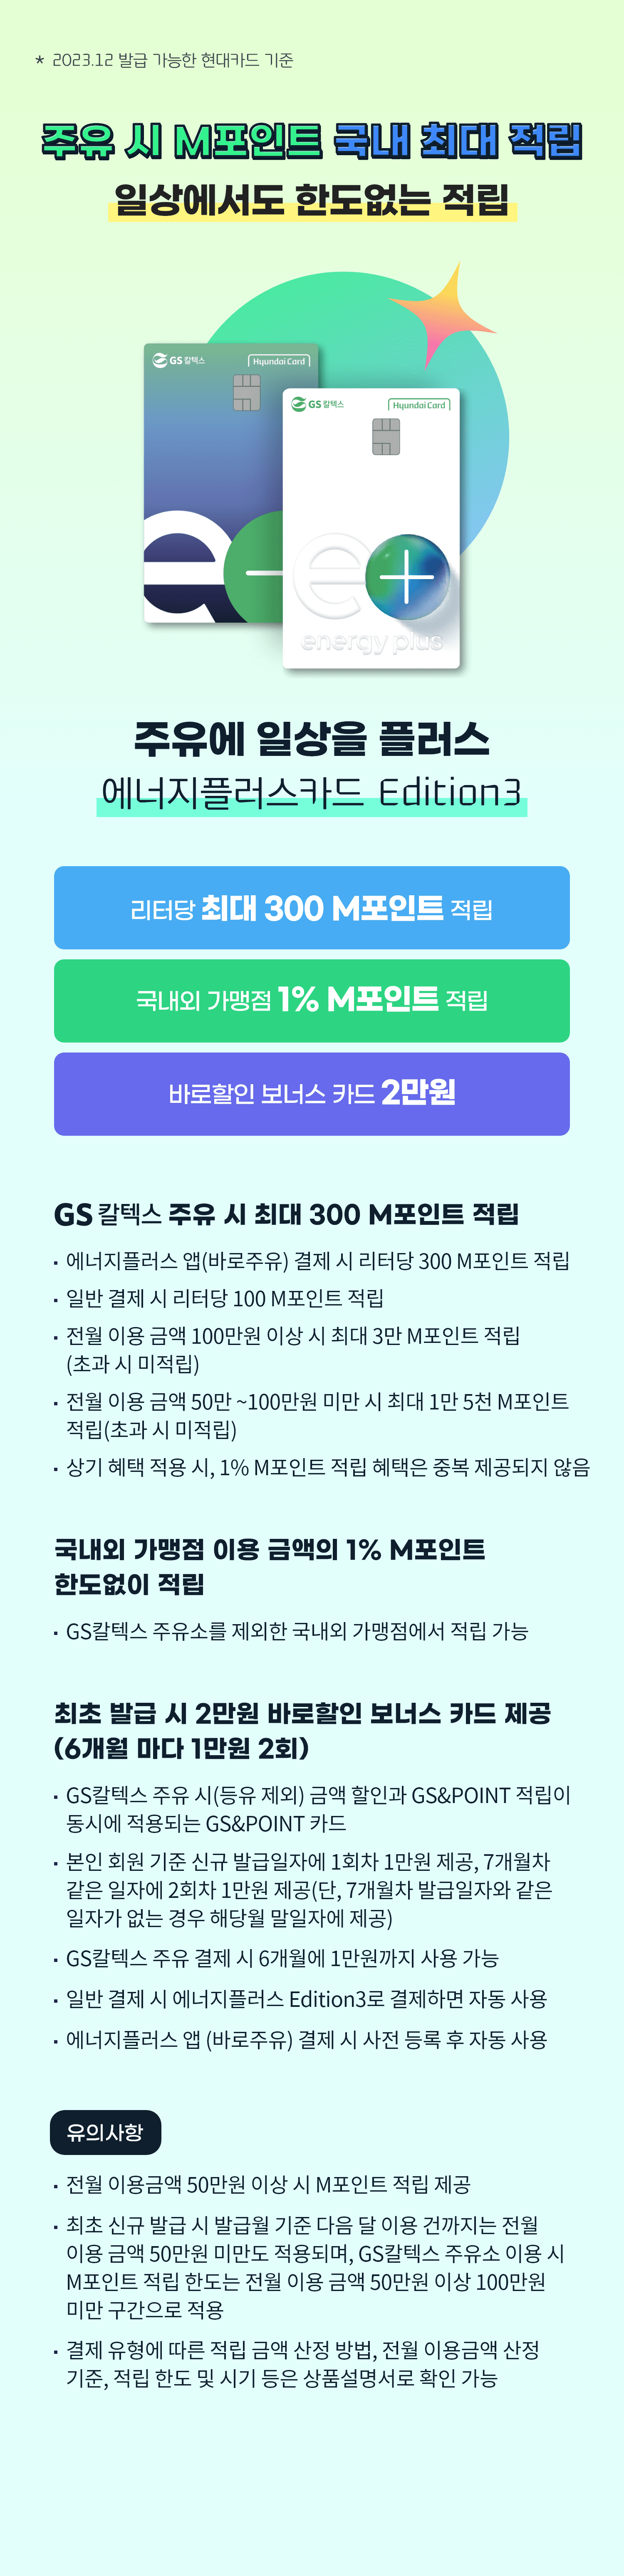 * 2023.12 발급 가능한 현대카드 기준
주유 시 M포인트 국내 최대 적립
일상에서도 한도없는 적립
GS칼텍스 Hyundai Card
GS칼텍스 Hyundai Card
e+
energy plus
주유에 일상을 플러스
에너지플러스카드 Edition3
리터당 최대 300 M포인트 적립
국내외 가맹점 1% M포인트 적립
바로할인 보너스 카드 2만원
GS칼텍스 주유 시 최대 300 M포인트 적립
· 에너지플러스 앱(바로주유) 결제 시 리터당 300 M포인트 적립
· 일반 결제 시 리터당 100 M포인트 적립
· 전월 이용 금액 100만원 이상 시 최대 3만 M포인트 적립
(초과 시 미적립)
· 전월 이용 금액 50만 ~100만원 미만 시 최대 1만 5천 M포인트
적립(초과 시 미적립)
· 상기 혜택 적용 시, 1% M포인트 적립 혜택은 중복 제공되지 않음
국내외 가맹점 이용 금액의 1% M포인트
한도없이 적립
· GS칼텍스 주유소를 제외한 국내외 가맹점에서 적립 가능
최초 발급 시 2만원 바로할인 보너스 카드 제공
(6개월 마다 1만원 2회)
· GS칼텍스 주유 시(등유 제외) 금액 할인과 GS&POINT 적립이
동시에 적용되는 GS&POINT 카드
· 본인 회원 기준 신규 발급일자에 1회차 1만원 제공, 7개월차
같은 일자에 2회차 1만원 제공(단, 7개월차 발급일자와 같은
일자가 없는 경우 해당월 말일자에 제공)
· GS칼텍스 주유 결제 시 6개월에 1만원까지 사용 가능
· 일반 결제 시 에너지플러스 Edition3로 결제하면 자동 사용
· 에너지플러스 앱 (바로주유) 결제 시 사전 등록 후 자동 사용
유의사항
· 전월 이용금액 50만원 이상 시 M포인트 적립 제공
· 최초 신규 발급 시 발급월 기준 다음 달 이용 건까지는 전월
이용 금액 50만원 미만도 적용되며, GS칼텍스 주유소 이용 시
M포인트 적립 한도는 전월 이용 금액 50만원 이상 100만원
미만 구간으로 적용
· 결제 유형에 따른 적립 금액 산정 방법, 전월 이용금액 산정
기준, 적립 한도 및 시기 등은 상품설명서로 확인 가능